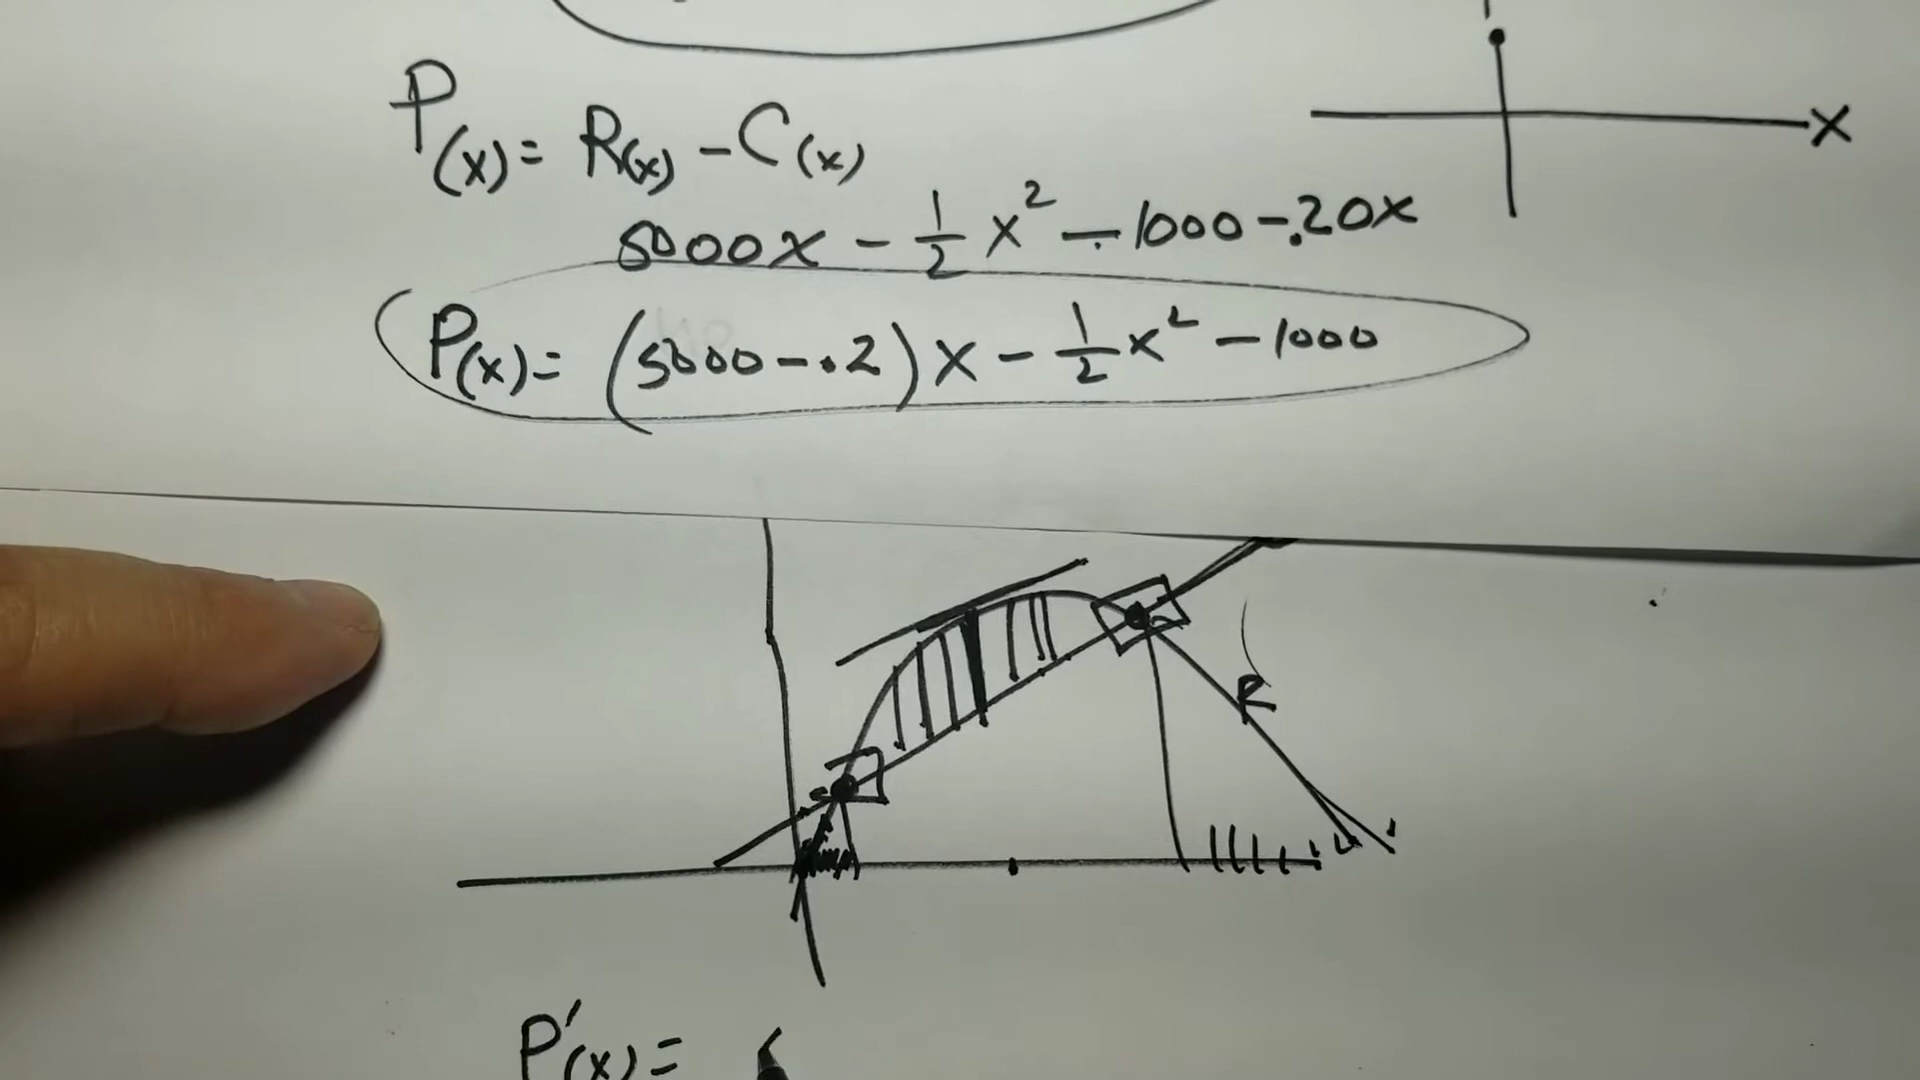 P(x) = R(x) - C(x)
x
5000x - 1/2 x² - 1000 - .20x
P(x) = (5000 - .2)x - 1/2 x² - 1000
R
P'(x) =